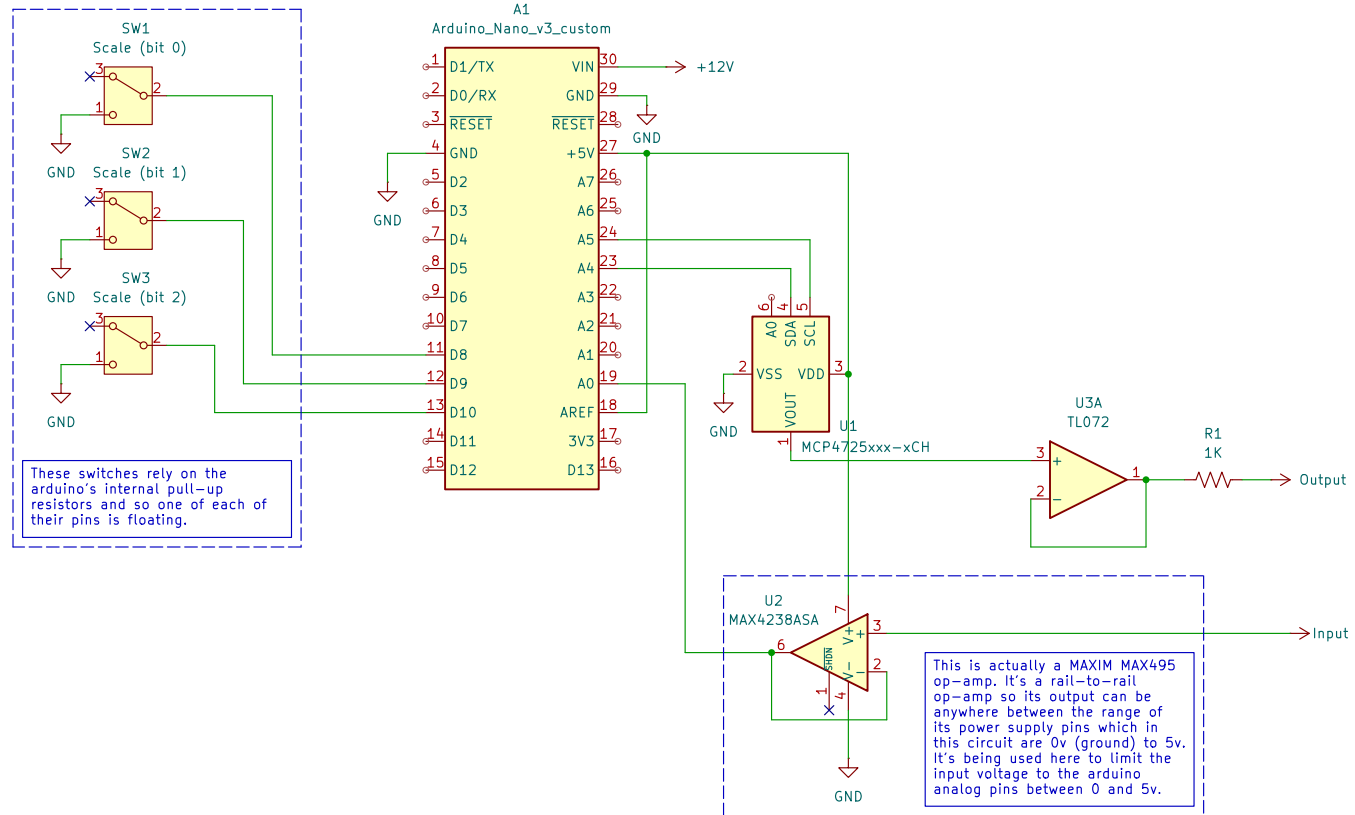 SW1
Scale (bit 0)
3
2
1
GND
SW2
Scale (bit 1)
3
2
1
GND
SW3
Scale (bit 2)
3
2
1
GND
These switches rely on the
arduino's internal pull-up
resistors and so one of each of
their pins is floating.
A1
Arduino_Nano_v3_custom
1 D1/TX VIN 30
2 D0/RX GND 29
3 RESET RESET 28
4 GND +5V 27
5 D2 A7 26
6 D3 A6 25
7 D4 A5 24
8 D5 A4 23
9 D6 A3 22
10 D7 A2 21
11 D8 A1 20
12 D9 A0 19
13 D10 AREF 18
14 D11 3V3 17
15 D12 D13 16
+12V
GND
GND
6 4 5
A0 SDA SCL
2 VSS VDD 3
VOUT
1
GND
U1
MCP4725xxx-xCH
U3A
TL072
3 +
2 -
1
R1
1K
Output
U2
MAX4238ASA
7
V+
+ 3
6
SHDN
V-
- 2
1
4
GND
Input
This is actually a MAXIM MAX495
op-amp. It's a rail-to-rail
op-amp so its output can be
anywhere between the range of
its power supply pins which in
this circuit are 0v (ground) to 5v.
It's being used here to limit the
input voltage to the arduino
analog pins between 0 and 5v.